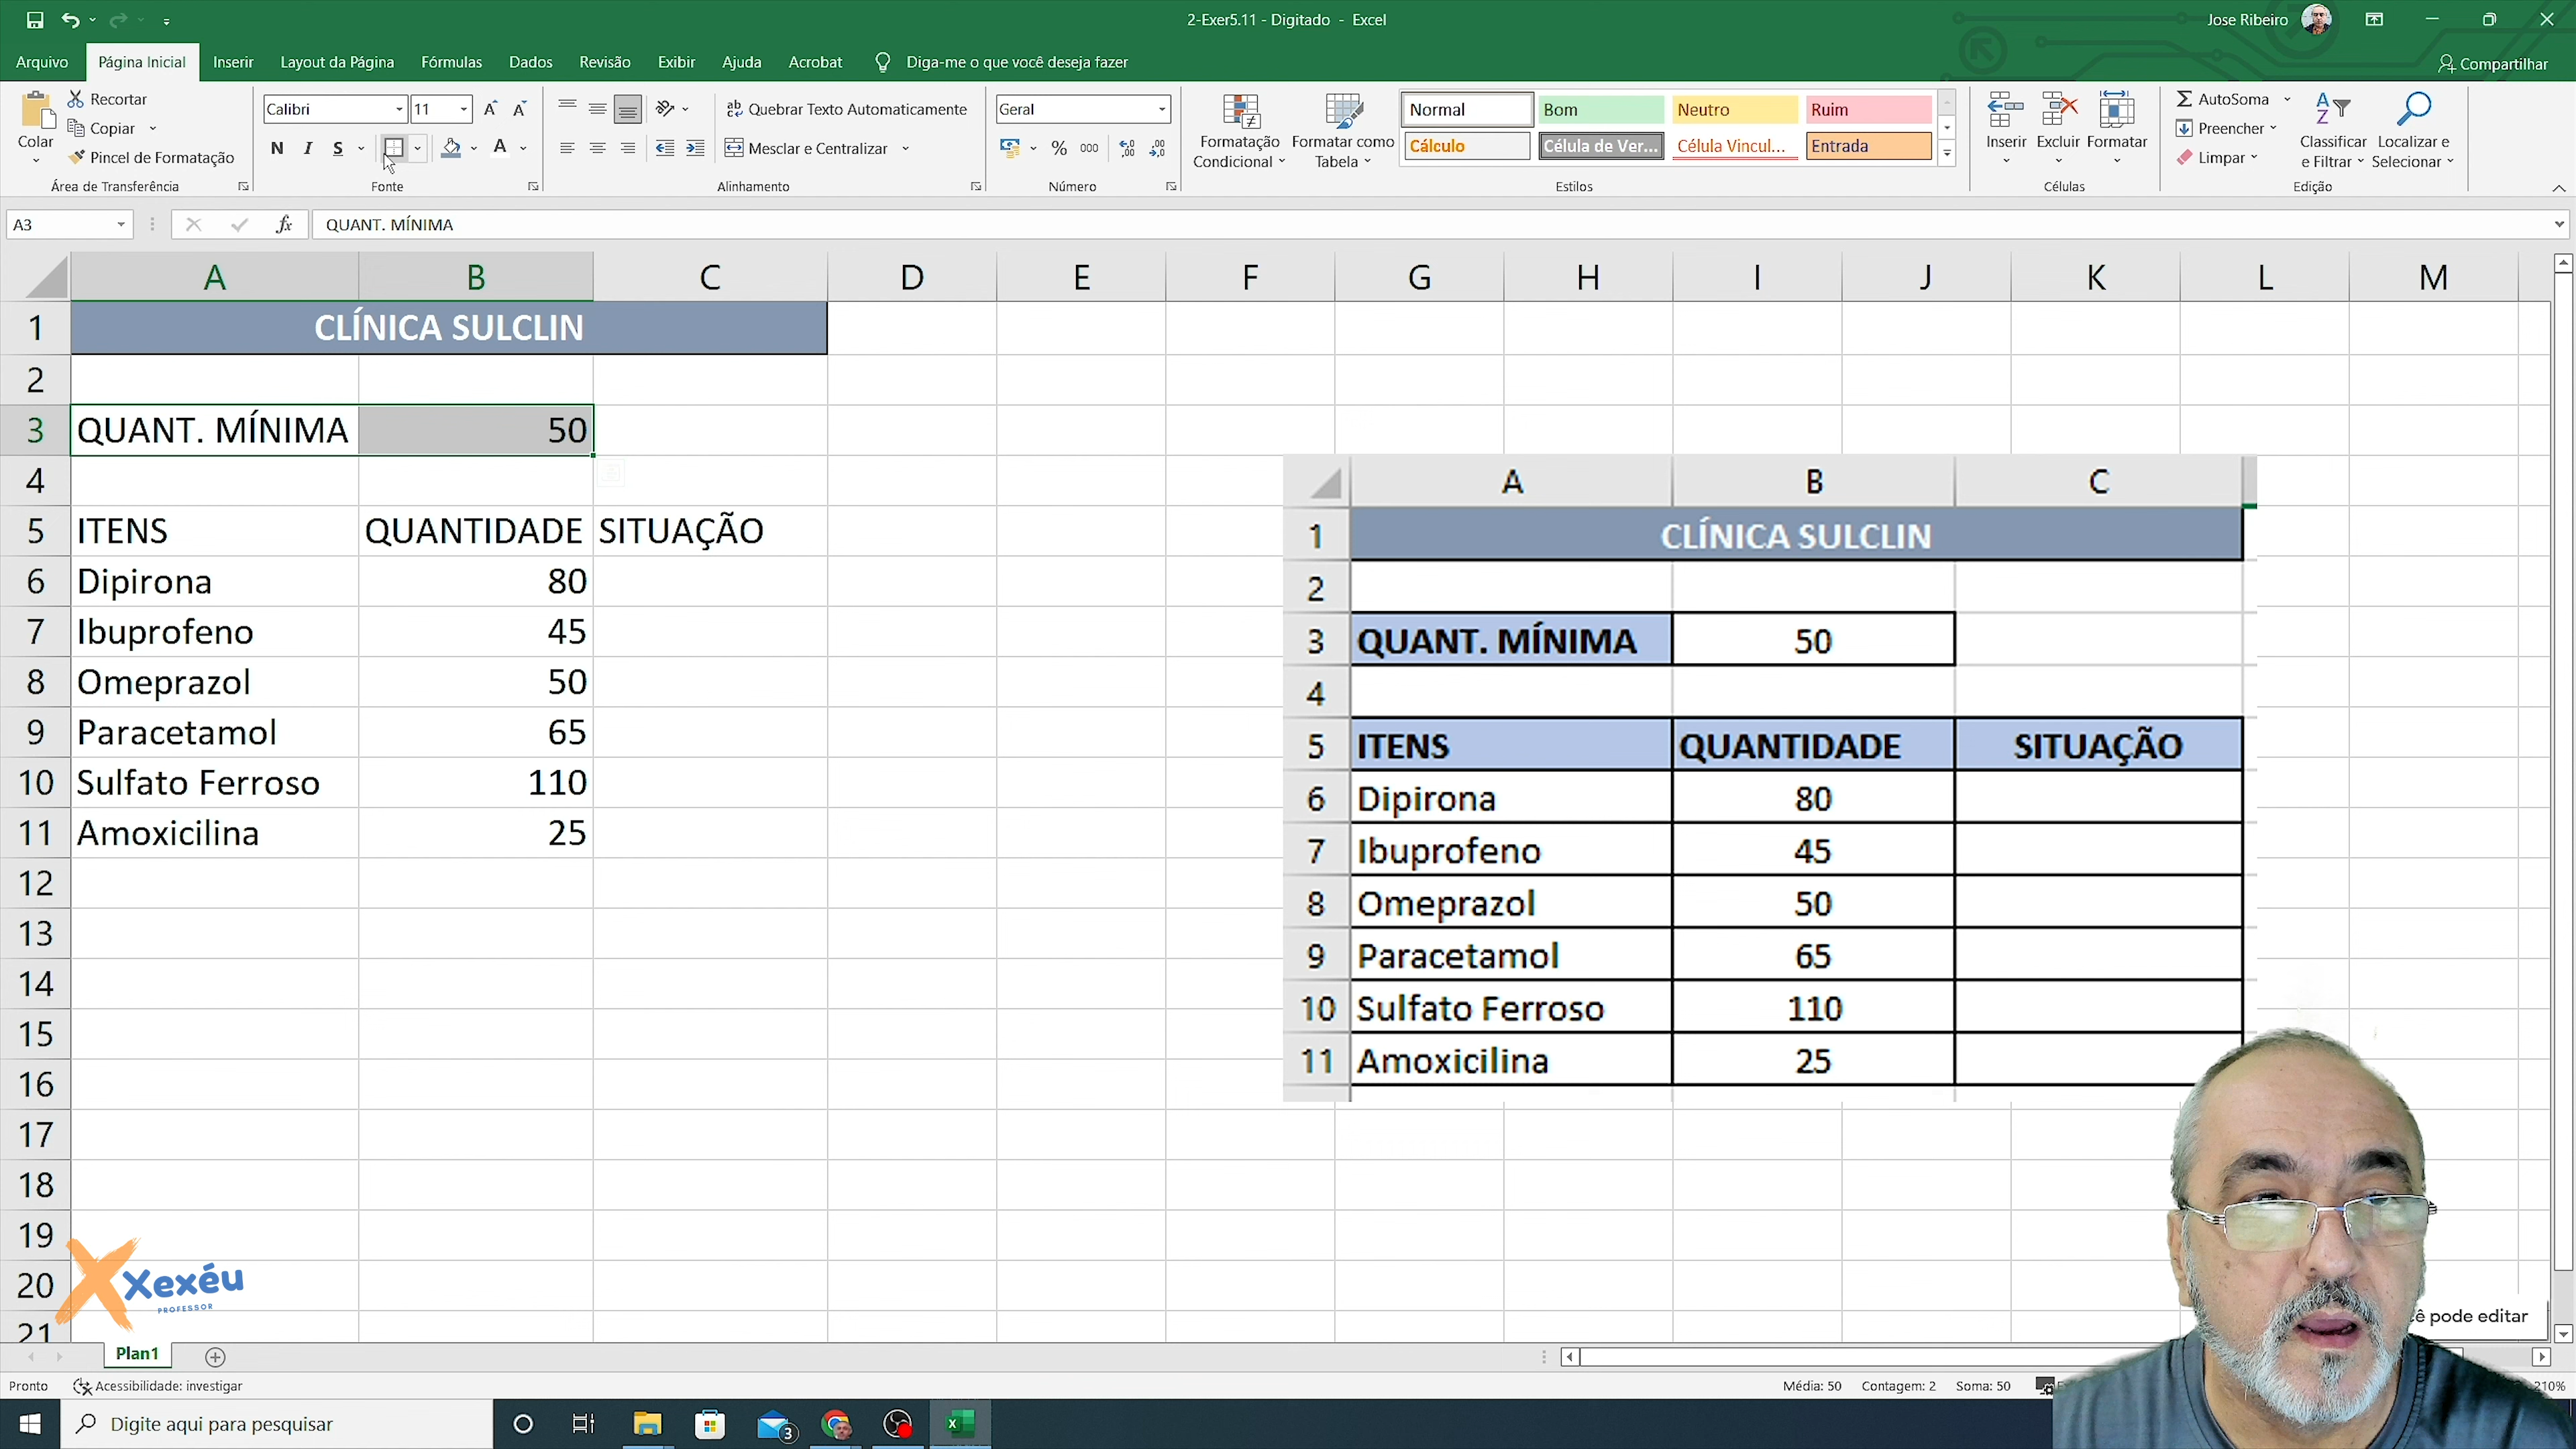 2-Exer5.11 - Digitado - Excel
Jose Ribeiro
Arquivo Página Inicial Inserir Layout da Página Fórmulas Dados Revisão Exibir Ajuda Acrobat Diga-me o que você deseja fazer Compartilhar
Colar
Recortar
Copiar
Pincel de Formatação
Área de Transferência
Calibri 11
N I S
Fonte
Quebrar Texto Automaticamente
Mesclar e Centralizar
Alinhamento
Geral
% 000
Número
Formatação Condicional
Formatar como Tabela
Normal Bom Neutro Ruim
Cálculo Célula de Ver... Célula Vincul... Entrada
Estilos
Inserir Excluir Formatar
Células
AutoSoma
Preencher
Limpar
Classificar e Filtrar
Localizar e Selecionar
Edição
A3 fx QUANT. MÍNIMA
A B C D E F G H I J K L M
1 CLÍNICA SULCLIN
2
3 QUANT. MÍNIMA 50
4
5 ITENS QUANTIDADE SITUAÇÃO
6 Dipirona 80
7 Ibuprofeno 45
8 Omeprazol 50
9 Paracetamol 65
10 Sulfato Ferroso 110
11 Amoxicilina 25
12
13
14
15
16
17
18
19
20
21
A B C
1 CLÍNICA SULCLIN
2
3 QUANT. MÍNIMA 50
4
5 ITENS QUANTIDADE SITUAÇÃO
6 Dipirona 80
7 Ibuprofeno 45
8 Omeprazol 50
9 Paracetamol 65
10 Sulfato Ferroso 110
11 Amoxicilina 25
Xexéu
PROFESSOR
pode editar
Plan1
Pronto Acessibilidade: investigar Média: 50 Contagem: 2 Soma: 50 210%
Digite aqui para pesquisar
3